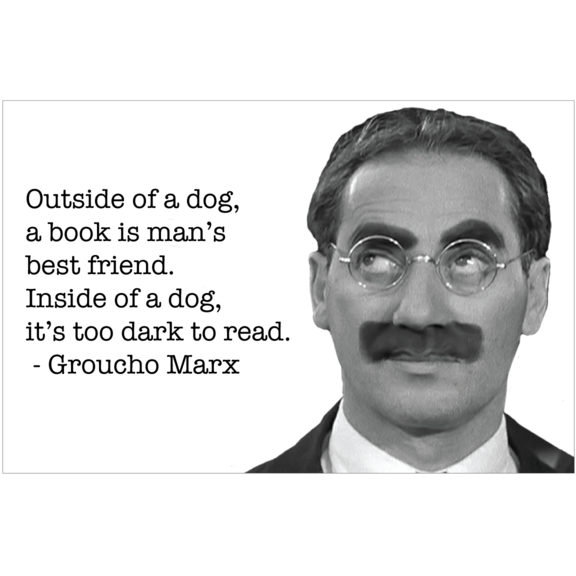 Outside of a dog,
a book is man's
best friend.
Inside of a dog,
it's too dark to read.
- Groucho Marx